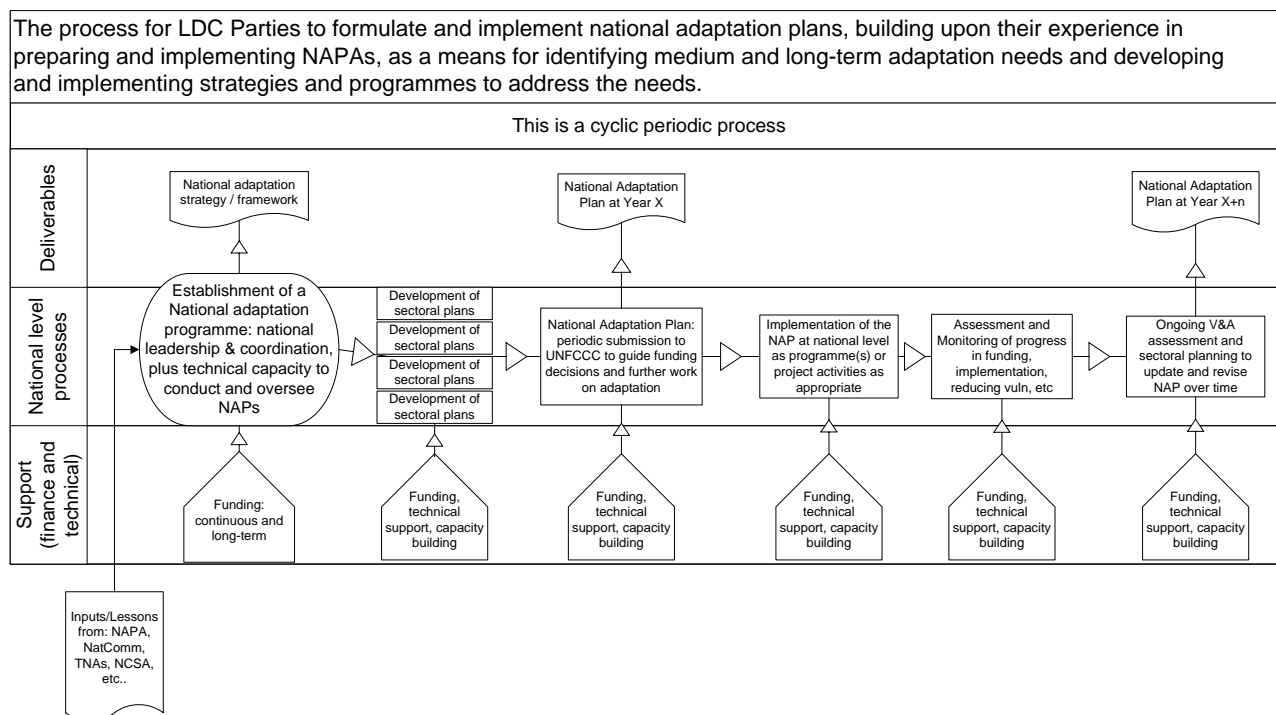 The process for LDC Parties to formulate and implement national adaptation plans, building upon their experience in
preparing and implementing NAPAs, as a means for identifying medium and long-term adaptation needs and developing
and implementing strategies and programmes to address the needs.
This is a cyclic periodic process
Deliverables
National adaptation
strategy / framework
National Adaptation
Plan at Year X
National Adaptation
Plan at Year X+n
National level
processes
Establishment of a
National adaptation
programme: national
leadership & coordination,
plus technical capacity to
conduct and oversee
NAPs
Development of
sectoral plans
Development of
sectoral plans
Development of
sectoral plans
Development of
sectoral plans
National Adaptation Plan:
periodic submission to
UNFCCC to guide funding
decisions and further work
on adaptation
Implementation of the
NAP at national level
as programme(s) or
project activities as
appropriate
Assessment and
Monitoring of progress
in funding,
implementation,
reducing vuln, etc
Ongoing V&A
assessment and
sectoral planning to
update and revise
NAP over time
Support
(finance and
technical)
Funding:
continuous and
long-term
Funding,
technical
support, capacity
building
Funding,
technical
support, capacity
building
Funding,
technical
support, capacity
building
Funding,
technical
support, capacity
building
Funding,
technical
support, capacity
building
Inputs/Lessons
from: NAPA,
NatComm,
TNAs, NCSA,
etc..